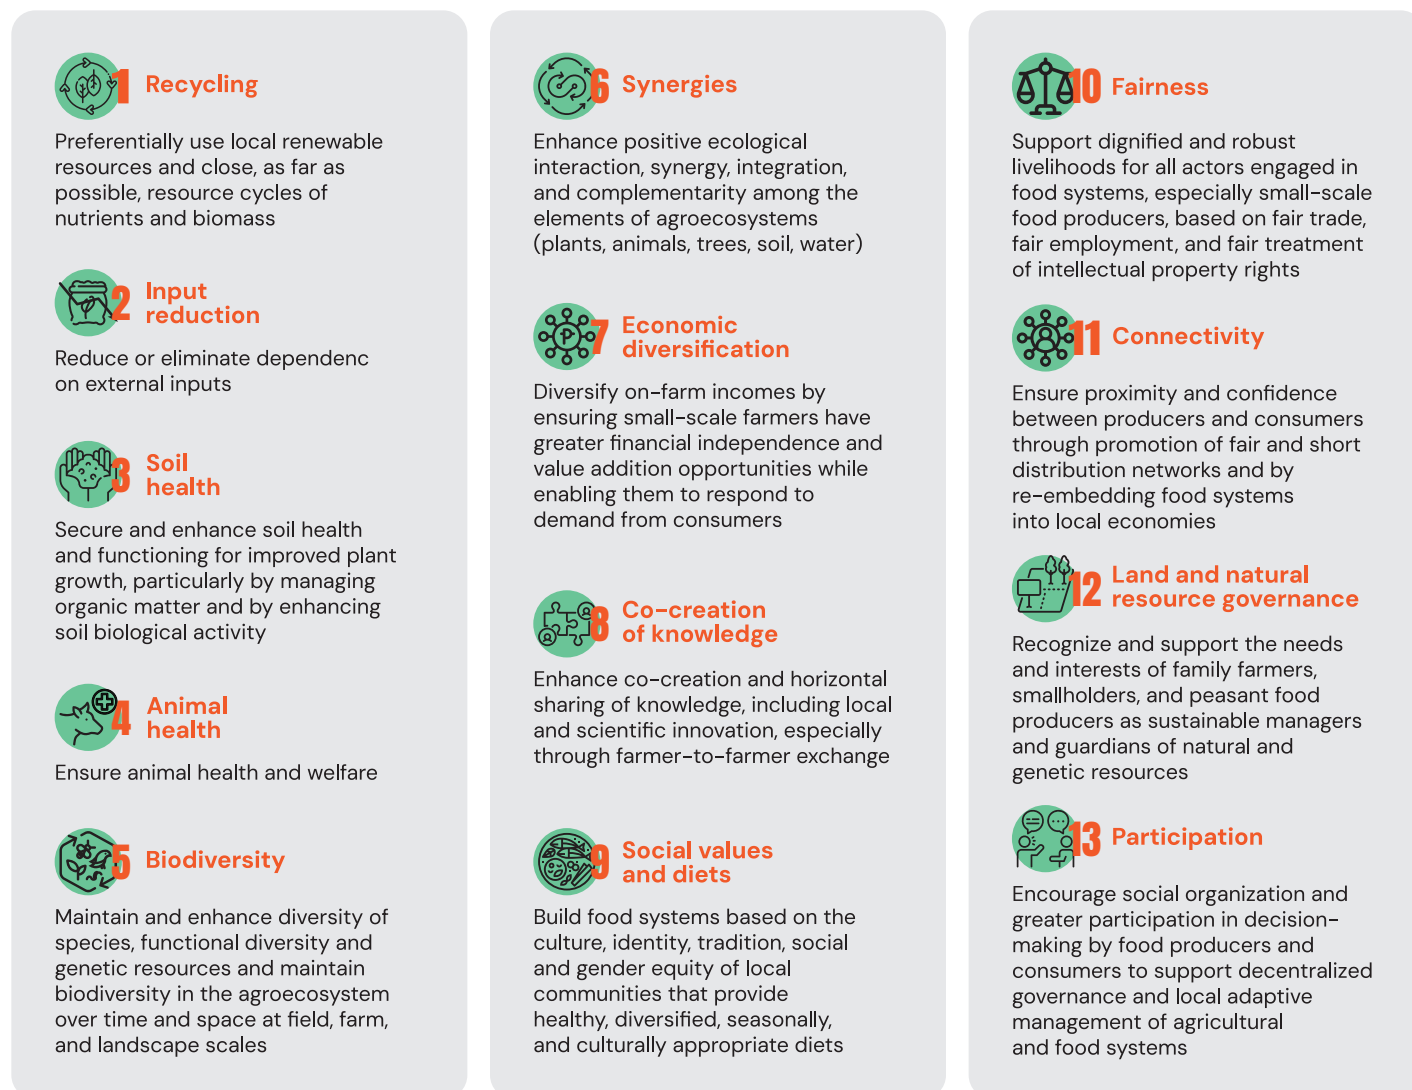 1 Recycling
Preferentially use local renewable
resources and close, as far as
possible, resource cycles of
nutrients and biomass
2 Input
reduction
Reduce or eliminate dependenc
on external inputs
3 Soil
health
Secure and enhance soil health
and functioning for improved plant
growth, particularly by managing
organic matter and by enhancing
soil biological activity
4 Animal
health
Ensure animal health and welfare
5 Biodiversity
Maintain and enhance diversity of
species, functional diversity and
genetic resources and maintain
biodiversity in the agroecosystem
over time and space at field, farm,
and landscape scales
6 Synergies
Enhance positive ecological
interaction, synergy, integration,
and complementarity among the
elements of agroecosystems
(plants, animals, trees, soil, water)
7 Economic
diversification
Diversify on-farm incomes by
ensuring small-scale farmers have
greater financial independence and
value addition opportunities while
enabling them to respond to
demand from consumers
8 Co-creation
of knowledge
Enhance co-creation and horizontal
sharing of knowledge, including local
and scientific innovation, especially
through farmer-to-farmer exchange
9 Social values
and diets
Build food systems based on the
culture, identity, tradition, social
and gender equity of local
communities that provide
healthy, diversified, seasonally,
and culturally appropriate diets
10 Fairness
Support dignified and robust
livelihoods for all actors engaged in
food systems, especially small-scale
food producers, based on fair trade,
fair employment, and fair treatment
of intellectual property rights
11 Connectivity
Ensure proximity and confidence
between producers and consumers
through promotion of fair and short
distribution networks and by
re-embedding food systems
into local economies
12 Land and natural
resource governance
Recognize and support the needs
and interests of family farmers,
smallholders, and peasant food
producers as sustainable managers
and guardians of natural and
genetic resources
13 Participation
Encourage social organization and
greater participation in decision-
making by food producers and
consumers to support decentralized
governance and local adaptive
management of agricultural
and food systems